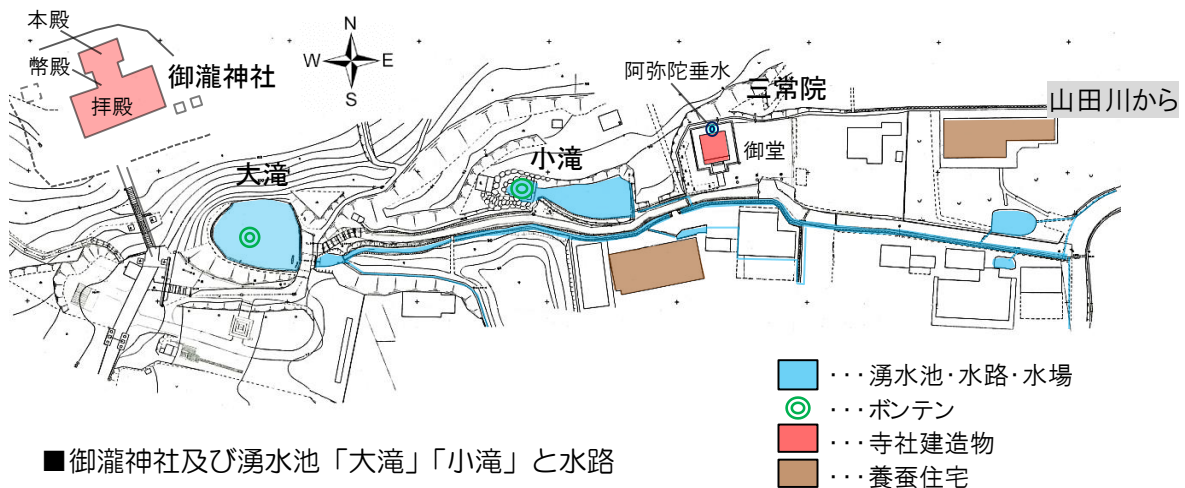 本殿
幣殿
拝殿
御瀧神社
N
W
E
S
大滝
小滝
阿弥陀垂水
三常院
御堂
山田川から
・・・湧水池・水路・水場
・・・ボンテン
・・・寺社建造物
・・・養蚕住宅
■御瀧神社及び湧水池「大滝」「小滝」と水路